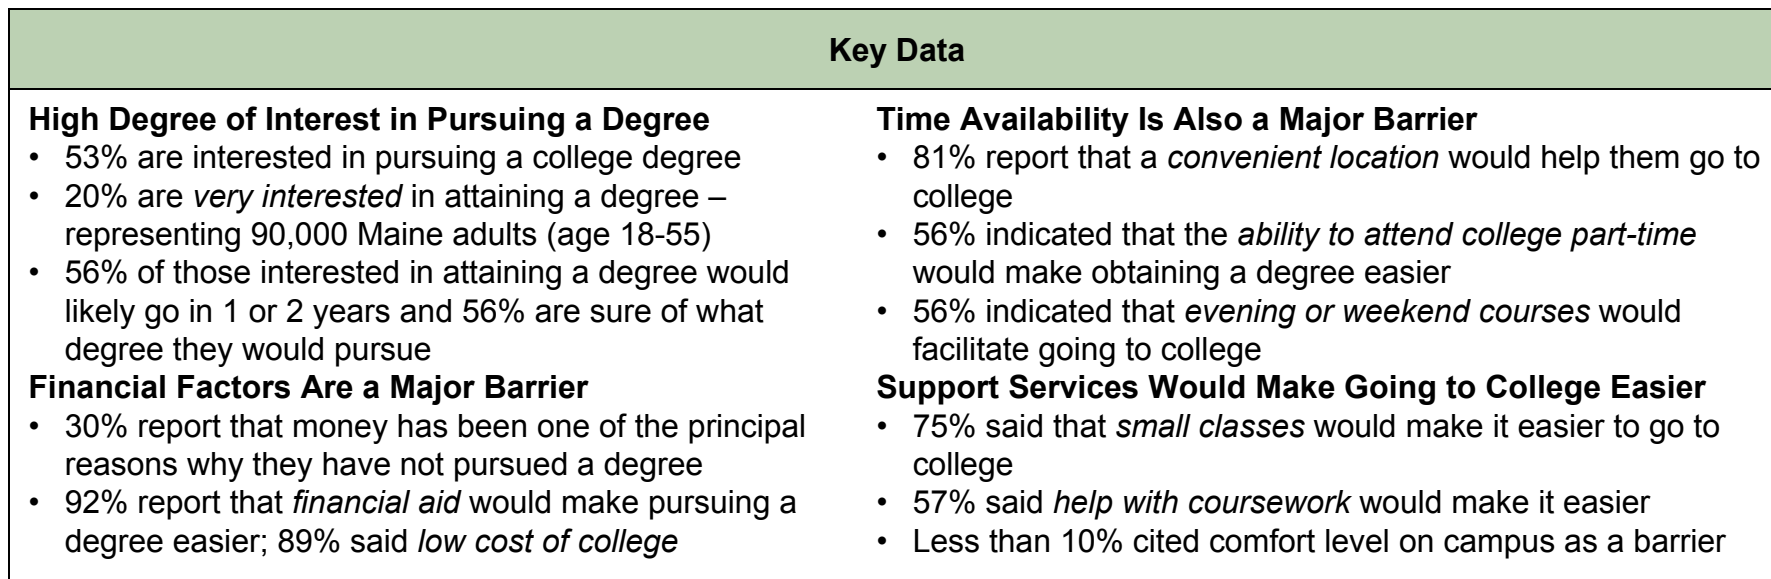 Key Data
High Degree of Interest in Pursuing a Degree
• 53% are interested in pursuing a college degree
• 20% are very interested in attaining a degree –
representing 90,000 Maine adults (age 18-55)
• 56% of those interested in attaining a degree would
likely go in 1 or 2 years and 56% are sure of what
degree they would pursue
Financial Factors Are a Major Barrier
• 30% report that money has been one of the principal
reasons why they have not pursued a degree
• 92% report that financial aid would make pursuing a
degree easier; 89% said low cost of college
Time Availability Is Also a Major Barrier
• 81% report that a convenient location would help them go to
college
• 56% indicated that the ability to attend college part-time
would make obtaining a degree easier
• 56% indicated that evening or weekend courses would
facilitate going to college
Support Services Would Make Going to College Easier
• 75% said that small classes would make it easier to go to
college
• 57% said help with coursework would make it easier
• Less than 10% cited comfort level on campus as a barrier